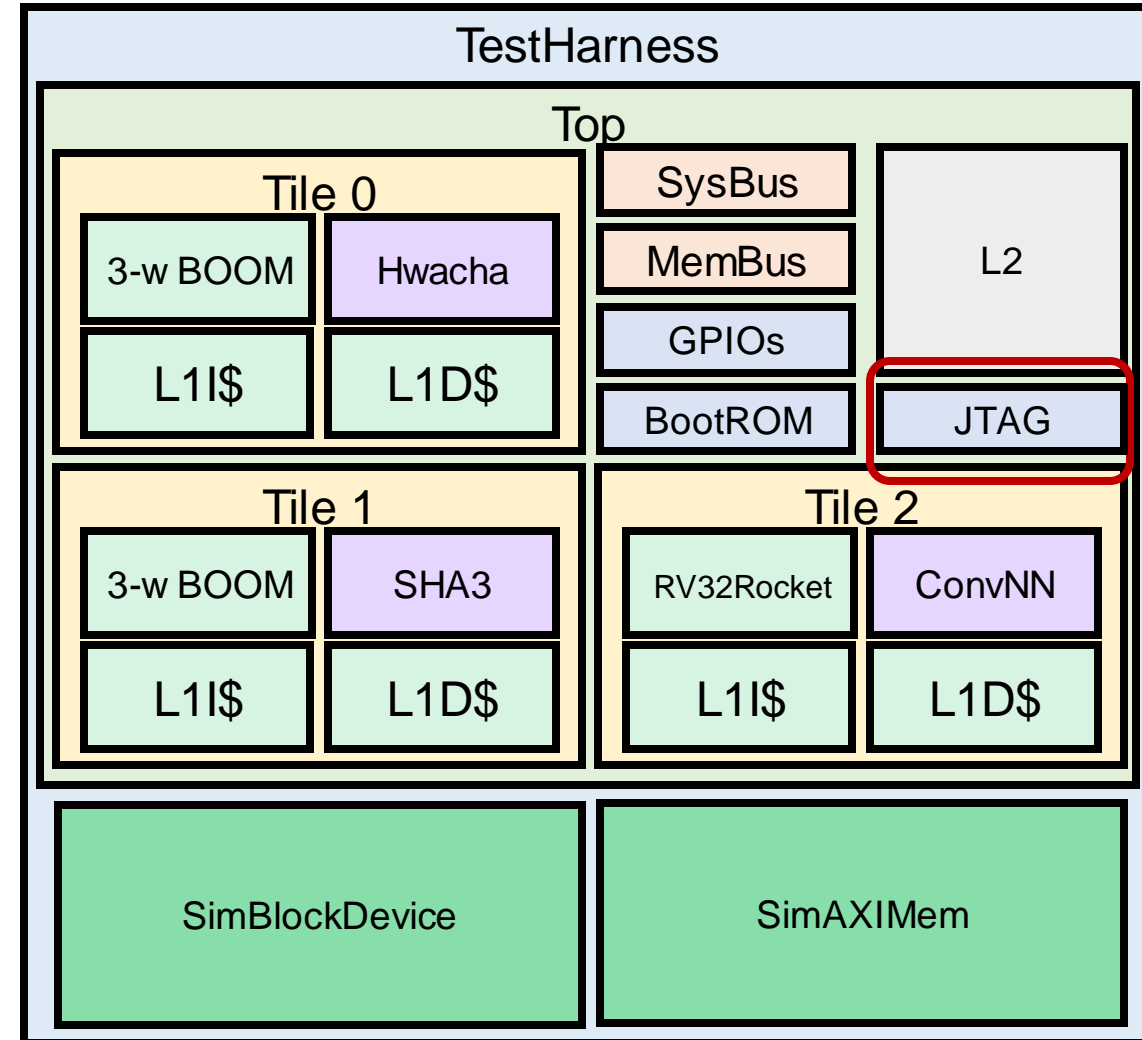 TestHarness
Top
Tile 0
3-w BOOM
Hwacha
L1I$
L1D$
SysBus
MemBus
GPIOs
BootROM
L2
JTAG
Tile 1
3-w BOOM
SHA3
L1I$
L1D$
Tile 2
RV32Rocket
ConvNN
L1I$
L1D$
SimBlockDevice
SimAXIMem